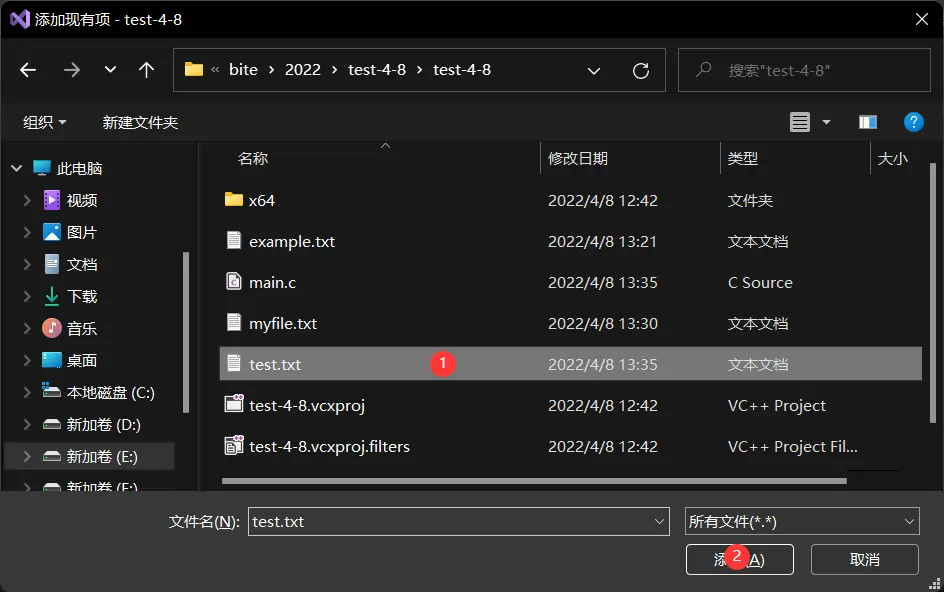 添加现有项 - test-4-8
« bite › 2022 › test-4-8 › test-4-8
搜索"test-4-8"
组织
新建文件夹
?
此电脑
视频
图片
文档
下载
音乐
桌面
本地磁盘 (C:)
新加卷 (D:)
新加卷 (E:)
新加卷 (F:)
名称 修改日期 类型 大小
x64 2022/4/8 12:42 文件夹
example.txt 2022/4/8 13:21 文本文档
main.c 2022/4/8 13:35 C Source
myfile.txt 2022/4/8 13:30 文本文档
test.txt 1 2022/4/8 13:35 文本文档
test-4-8.vcxproj 2022/4/8 12:42 VC++ Project
test-4-8.vcxproj.filters 2022/4/8 12:42 VC++ Project Fil...
文件名(N): test.txt
所有文件(*.*)
添 2 (A)
取消